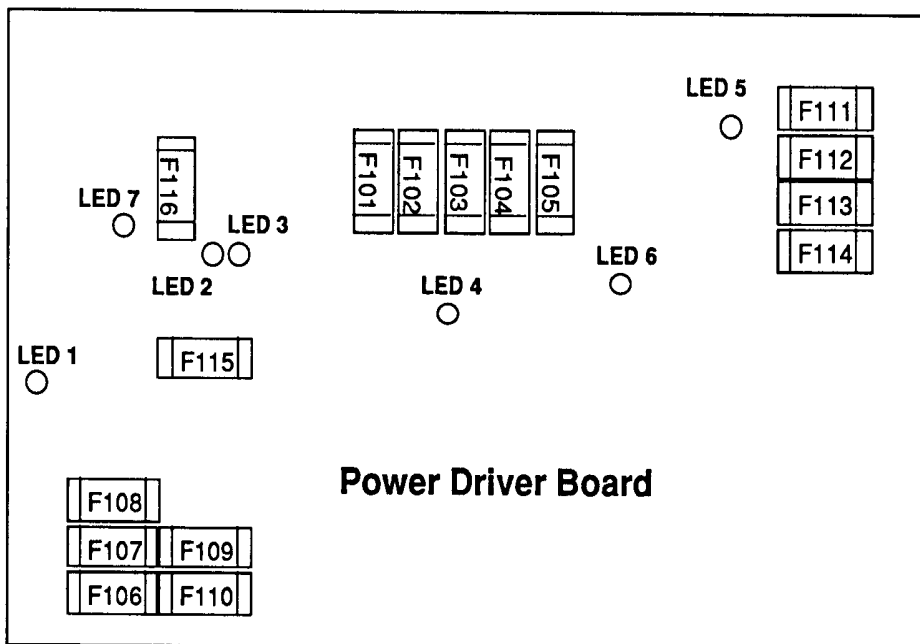 LED 5
F111
F112
F113
F114
F116
F101
F102
F103
F104
F105
LED 7
LED 3
LED 2
LED 4
LED 6
LED 1
F115
Power Driver Board
F108
F107
F109
F106
F110